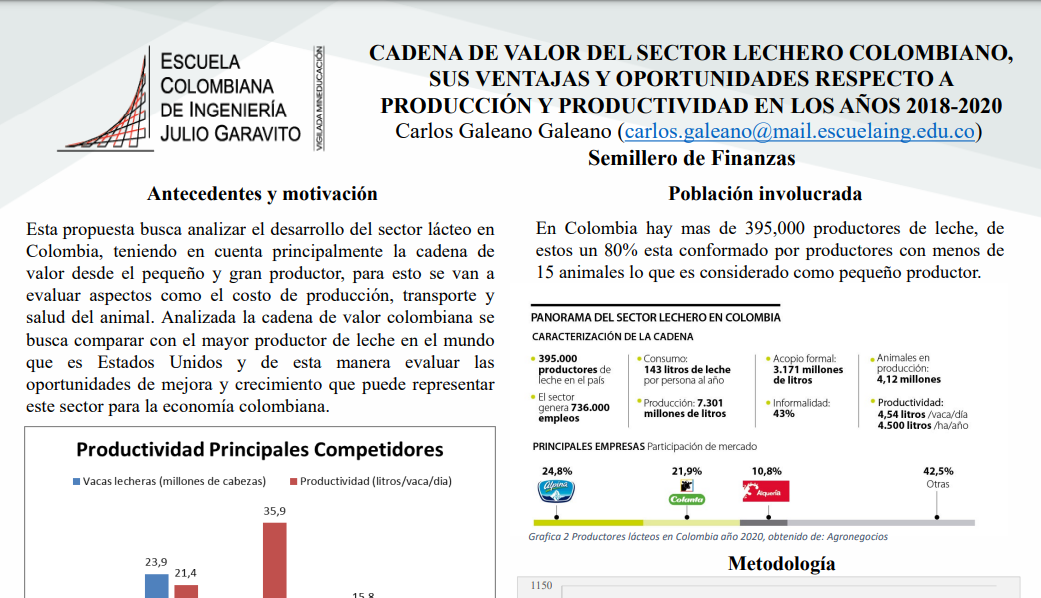 ESCUELA
COLOMBIANA
DE INGENIERÍA
JULIO GARAVITO
VIGILADA MINEDUCACIÓN
CADENA DE VALOR DEL SECTOR LECHERO COLOMBIANO,
SUS VENTAJAS Y OPORTUNIDADES RESPECTO A
PRODUCCIÓN Y PRODUCTIVIDAD EN LOS AÑOS 2018-2020
Carlos Galeano Galeano (carlos.galeano@mail.escuelaing.edu.co)
Semillero de Finanzas
Antecedentes y motivación
Esta propuesta busca analizar el desarrollo del sector lácteo en
Colombia, teniendo en cuenta principalmente la cadena de
valor desde el pequeño y gran productor, para esto se van a
evaluar aspectos como el costo de producción, transporte y
salud del animal. Analizada la cadena de valor colombiana se
busca comparar con el mayor productor de leche en el mundo
que es Estados Unidos y de esta manera evaluar las
oportunidades de mejora y crecimiento que puede representar
este sector para la economía colombiana.
Productividad Principales Competidores
Vacas lecheras (millones de cabezas)
Productividad (litros/vaca/dia)
35,9
23,9
21,4
15,8
Población involucrada
En Colombia hay mas de 395,000 productores de leche, de
estos un 80% esta conformado por productores con menos de
15 animales lo que es considerado como pequeño productor.
PANORAMA DEL SECTOR LECHERO EN COLOMBIA
CARACTERIZACIÓN DE LA CADENA
395.000
productores de
leche en el país
El sector
genera 736.000
empleos
Consumo:
143 litros de leche
por persona al año
Producción: 7.301
millones de litros
Acopio formal:
3.171 millones
de litros
Informalidad:
43%
Animales en
producción:
4,12 millones
Productividad:
4,54 litros /vaca/día
4.500 litros /ha/año
PRINCIPALES EMPRESAS Participación de mercado
24,8%
Alpina
21,9%
Colanta
10,8%
Alquería
42,5%
Otras
Grafica 2 Productores lácteos en Colombia año 2020, obtenido de: Agronegocios
Metodología
1150